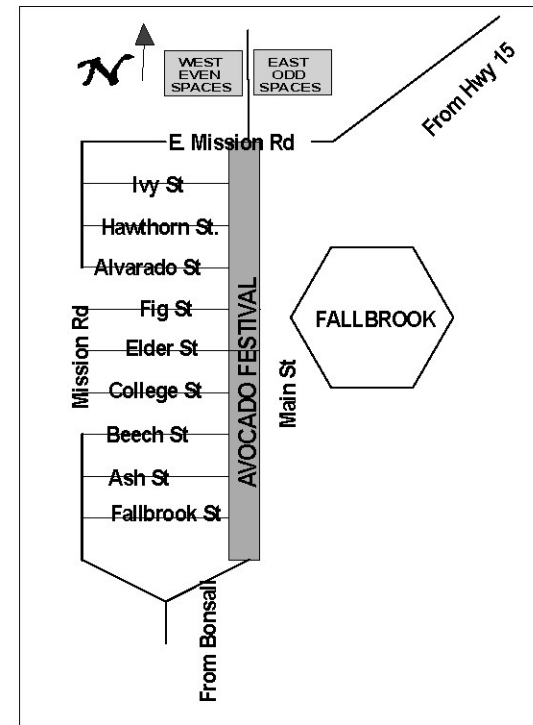 N
WEST
EVEN
SPACES
EAST
ODD
SPACES
From Hwy 15
E. Mission Rd
Ivy St
Hawthorn St.
Alvarado St
Fig St
Elder St
College St
Beech St
Ash St
Fallbrook St
Mission Rd
AVOCADO FESTIVAL
Main St
FALLBROOK
From Bonsall